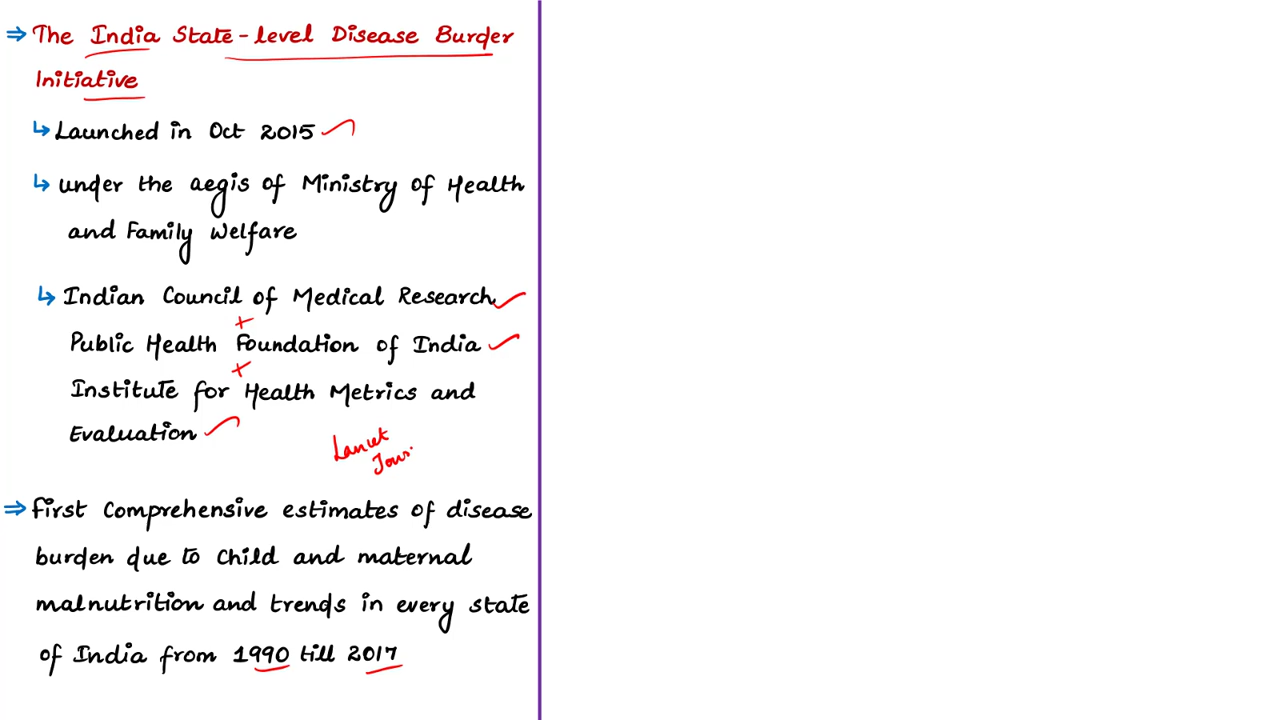 ⇒ The India State-level Disease Burden
Initiative
↳ Launched in Oct 2015
↳ under the aegis of Ministry of Health
and Family Welfare
↳ Indian Council of Medical Research
+
Public Health Foundation of India
+
Institute for Health Metrics and
Evaluation
Lancet
Jour
⇒ First comprehensive estimates of disease
burden due to child and maternal
malnutrition and trends in every state
of India from 1990 till 2017